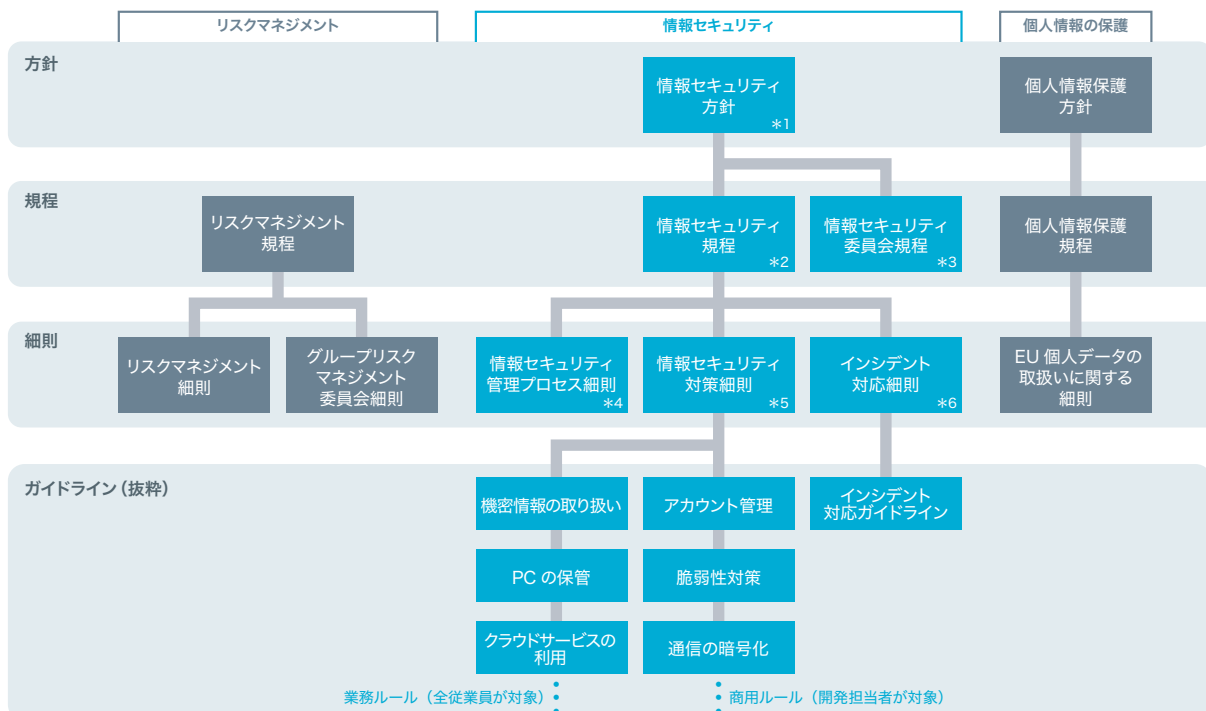 リスクマネジメント
情報セキュリティ
個人情報の保護
方針
情報セキュリティ
方針
*1
個人情報保護
方針
規程
リスクマネジメント
規程
情報セキュリティ
規程
*2
情報セキュリティ
委員会規程
*3
個人情報保護
規程
細則
リスクマネジメント
細則
グループリスク
マネジメント
委員会細則
情報セキュリティ
管理プロセス細則
*4
情報セキュリティ
対策細則
*5
インシデント
対応細則
*6
EU 個人データの
取扱いに関する
細則
ガイドライン（抜粋）
機密情報の取り扱い
アカウント管理
インシデント
対応ガイドライン
PC の保管
脆弱性対策
クラウドサービスの
利用
通信の暗号化
業務ルール（全従業員が対象）
商用ルール（開発担当者が対象）